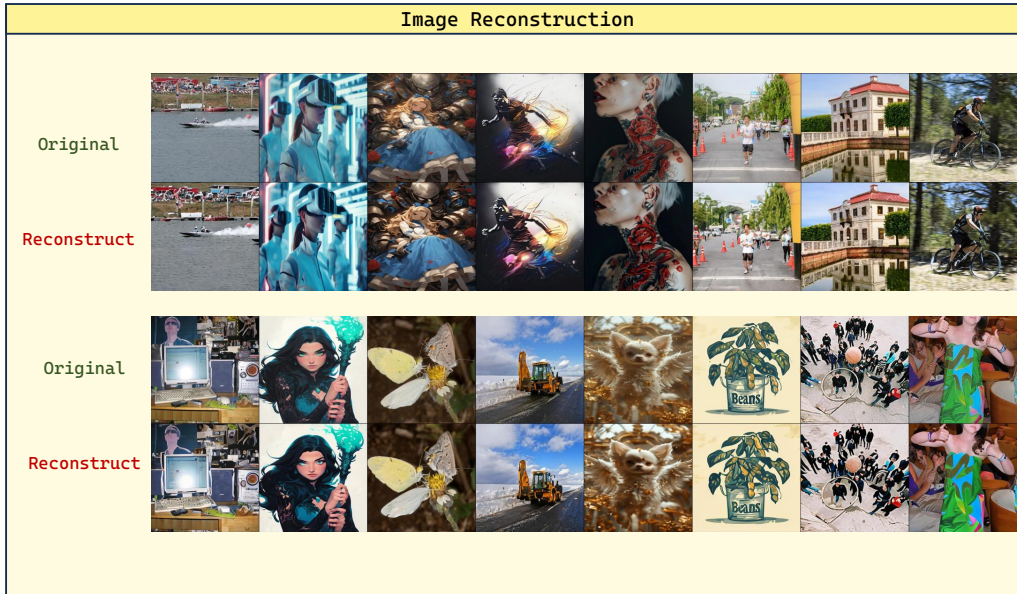 Image Reconstruction
Original
Reconstruct
Original
Beans
Reconstruct
Beans